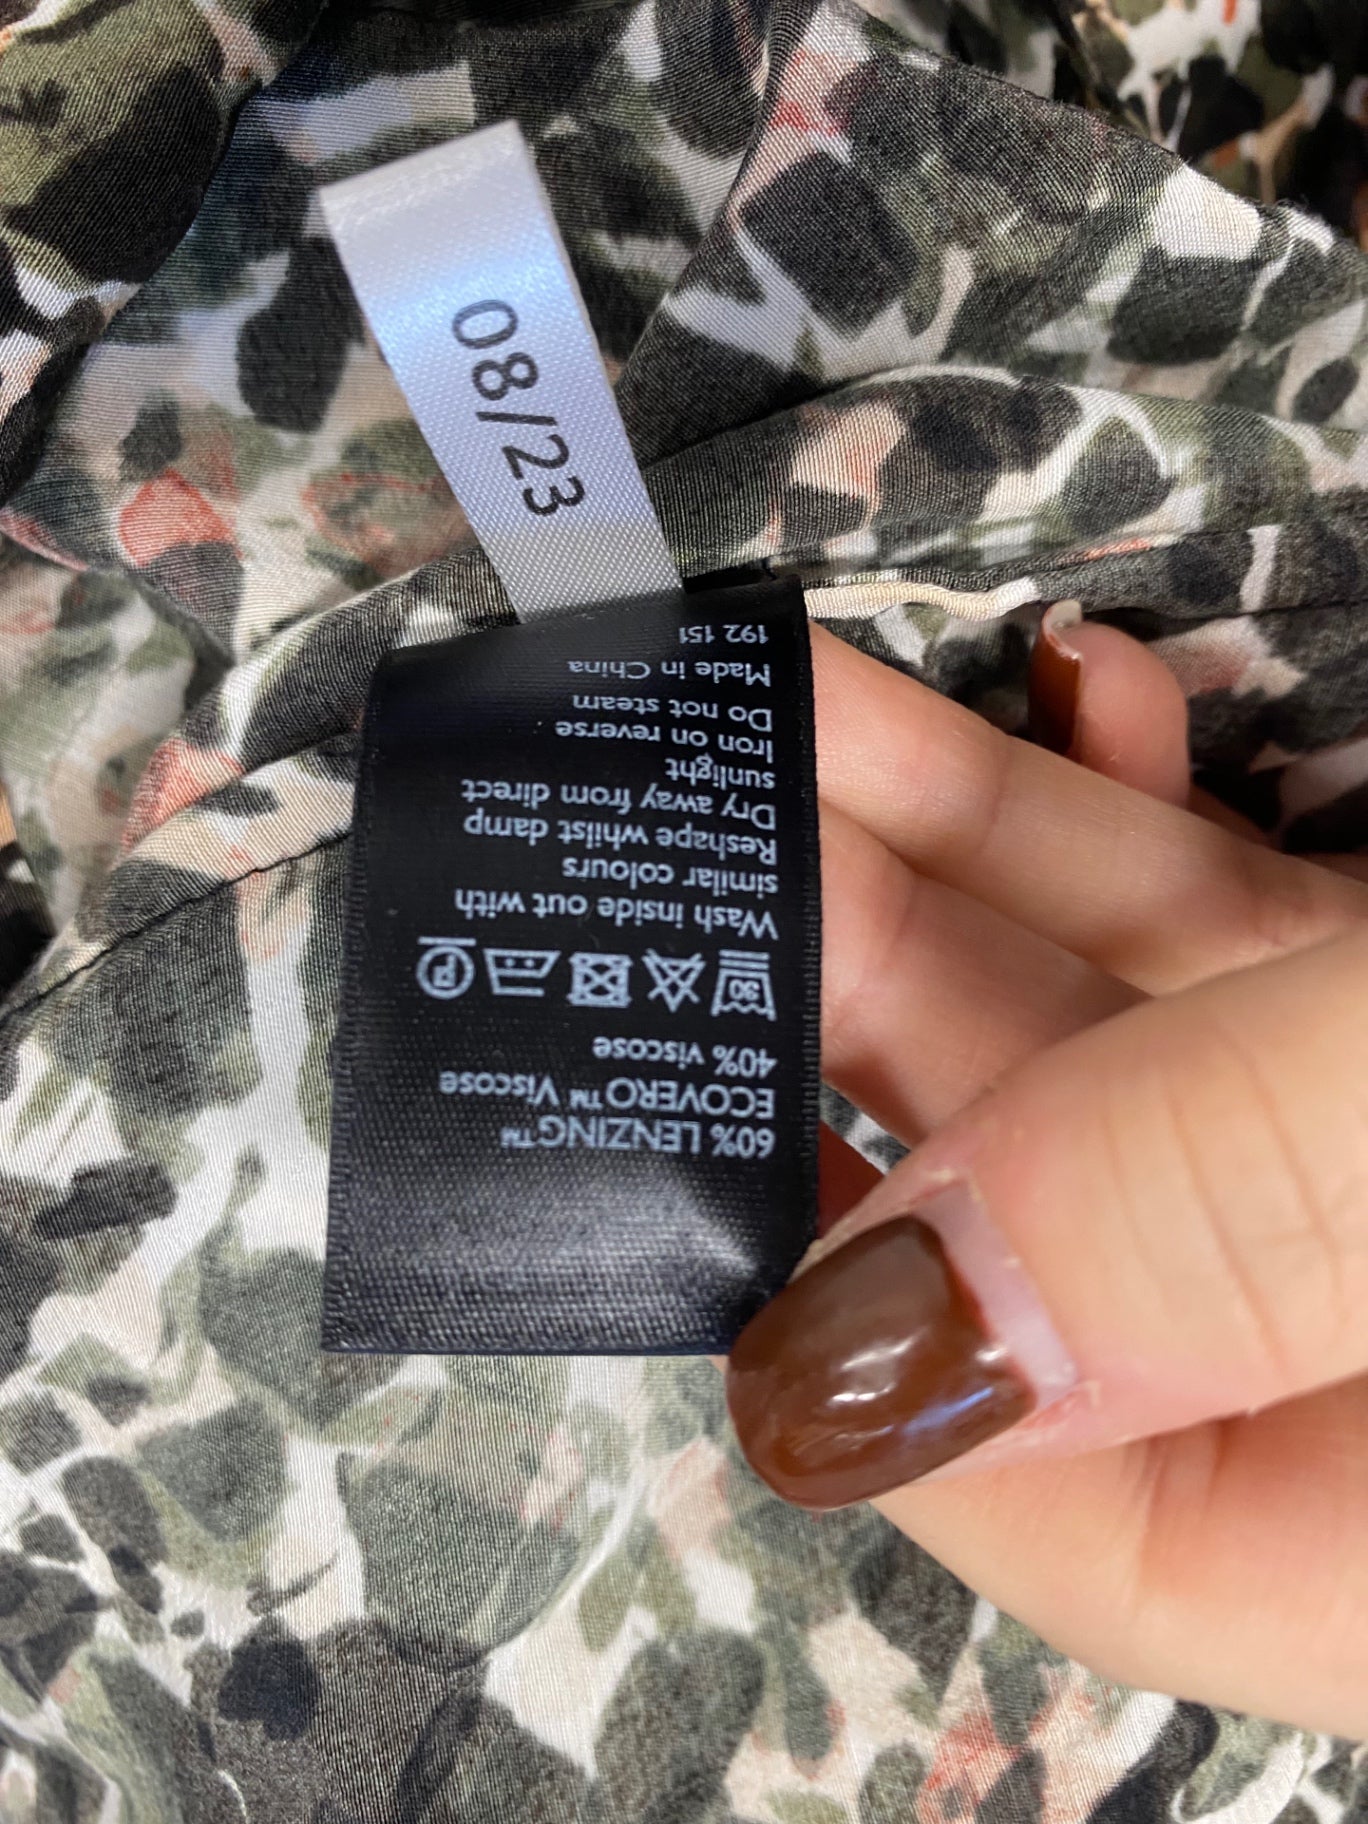 60% LENZING™
ECOVERO™ Viscose
40% viscose
30 P
Wash inside out with
similar colours
Reshape whilst damp
Dry away from direct
sunlight
Iron on reverse
Do not steam
Made in China
192 151
08/23